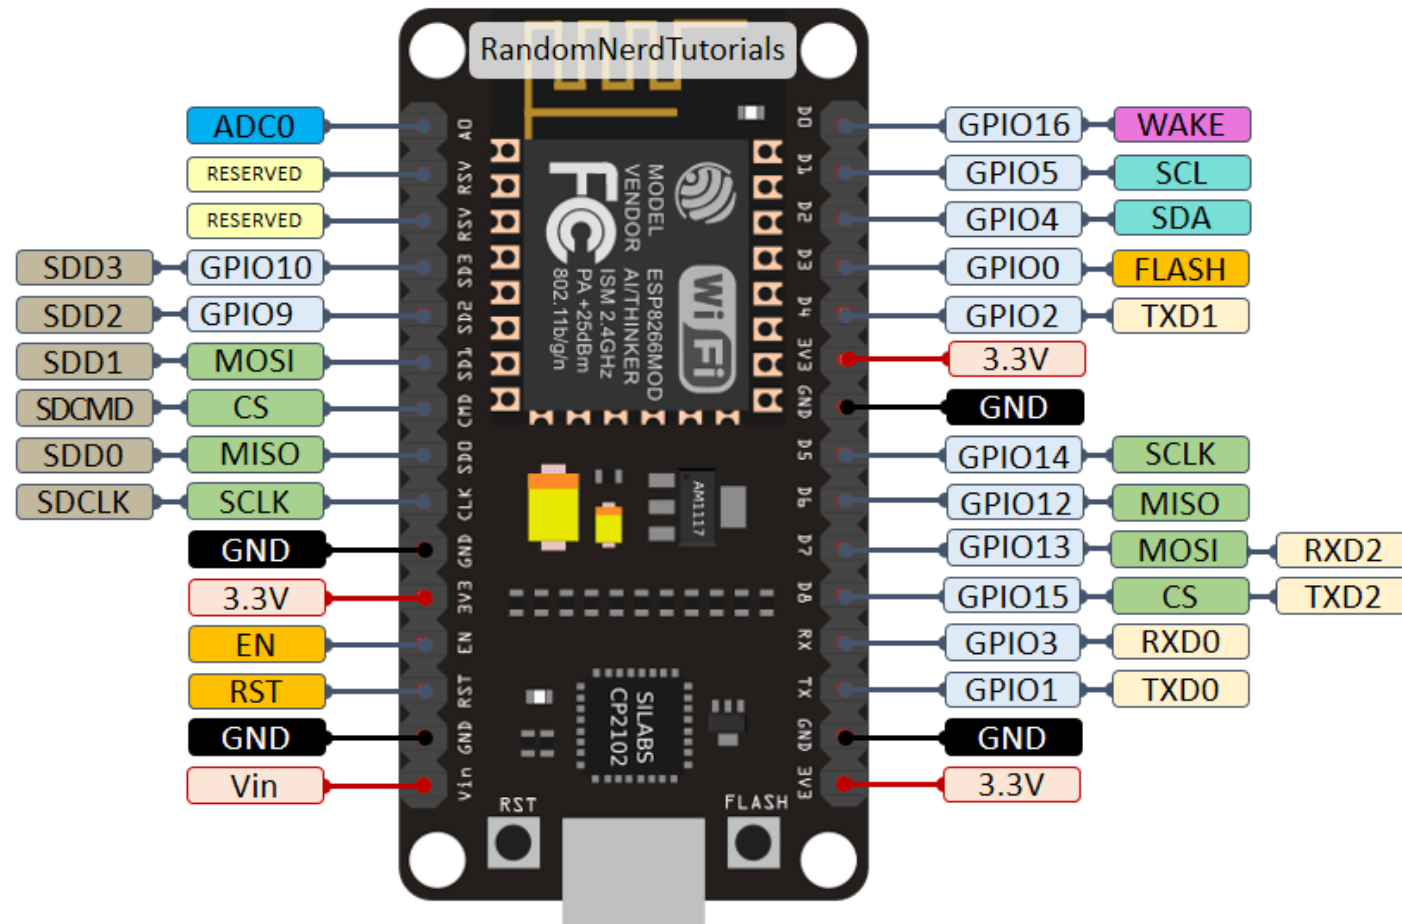 RandomNerdTutorials
ADC0 A0
RESERVED RSV
RESERVED RSV
SDD3 GPIO10 SD3
SDD2 GPIO9 SD2
SDD1 MOSI SD1
SDCMD CS CMD
SDD0 MISO SD0
SDCLK SCLK CLK
GND GND
3.3V 3V3
EN EN
RST RST
GND GND
Vin Vin
MODEL
VENDOR
ESP8266MOD
AI/THINKER
ISM 2.4GHz
PA +25dBm
802.11b/g/n
FC
WiFi
AM1117
SILABS
CP2102
RST
FLASH
D0 GPIO16 WAKE
D1 GPIO5 SCL
D2 GPIO4 SDA
D3 GPIO0 FLASH
D4 GPIO2 TXD1
3V3 3.3V
GND GND
D5 GPIO14 SCLK
D6 GPIO12 MISO
D7 GPIO13 MOSI RXD2
D8 GPIO15 CS TXD2
RX GPIO3 RXD0
TX GPIO1 TXD0
GND GND
3V3 3.3V